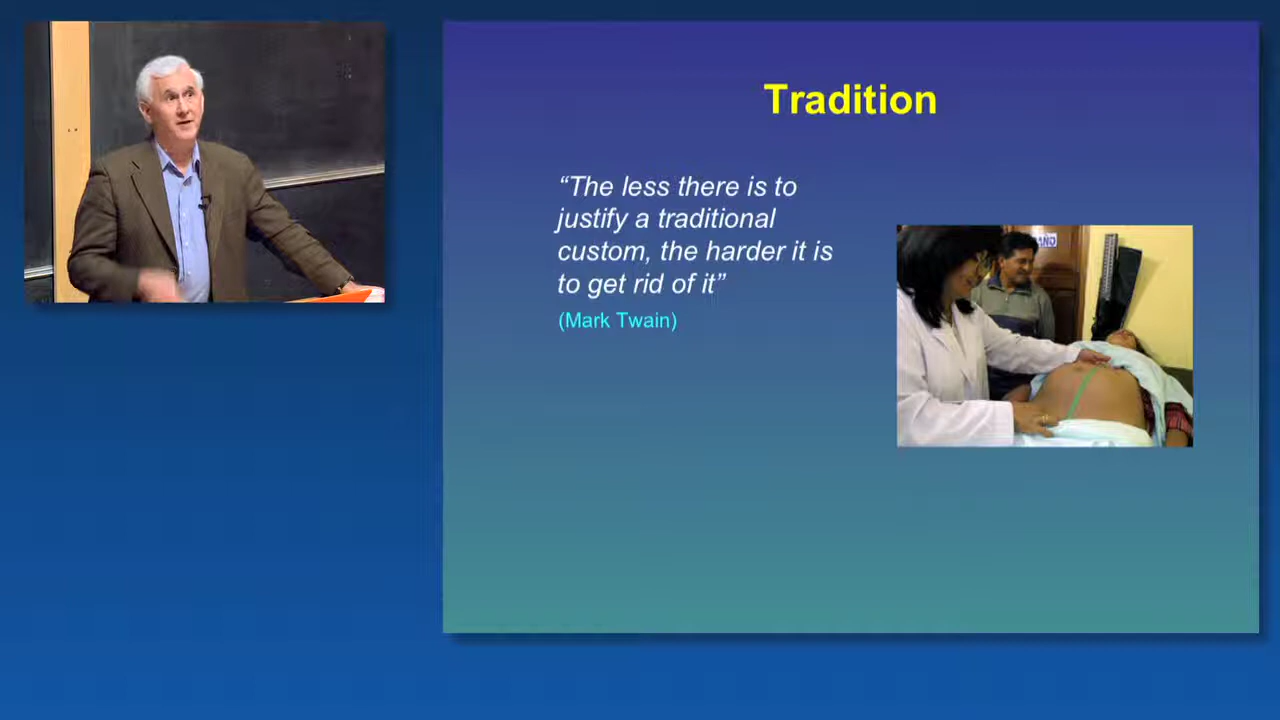 Tradition
“The less there is to
justify a traditional
custom, the harder it is
to get rid of it”
(Mark Twain)